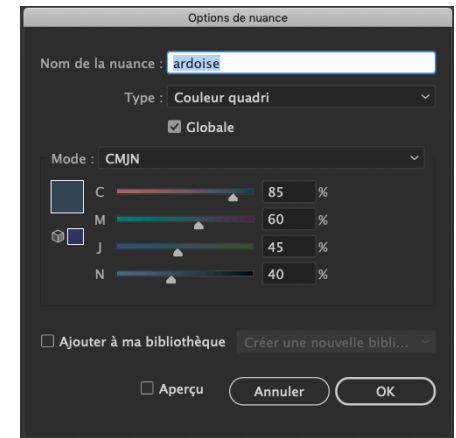 Options de nuance
Nom de la nuance : ardoise
Type : Couleur quadri
Globale
Mode : CMJN
C 85 %
M 60 %
J 45 %
N 40 %
Ajouter à ma bibliothèque Créer une nouvelle bibli...
Aperçu Annuler OK